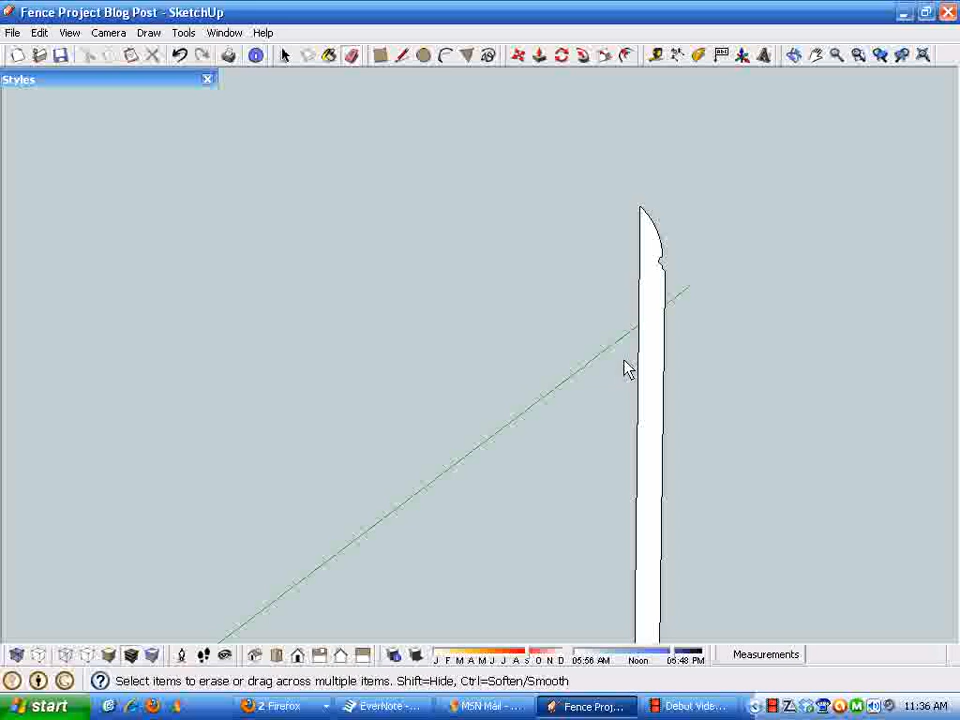 Fence Project Blog Post - SketchUp
File Edit View Camera Draw Tools Window Help
Styles
J F M A M J J A S O N D
05:56 AM Noon 05:48 PM
Measurements
Select items to erase or drag across multiple items. Shift=Hide, Ctrl=Soften/Smooth
start
2 Firefox
EverNote -...
MSN Mail - ...
Fence Proj...
Debut Vide...
11:36 AM